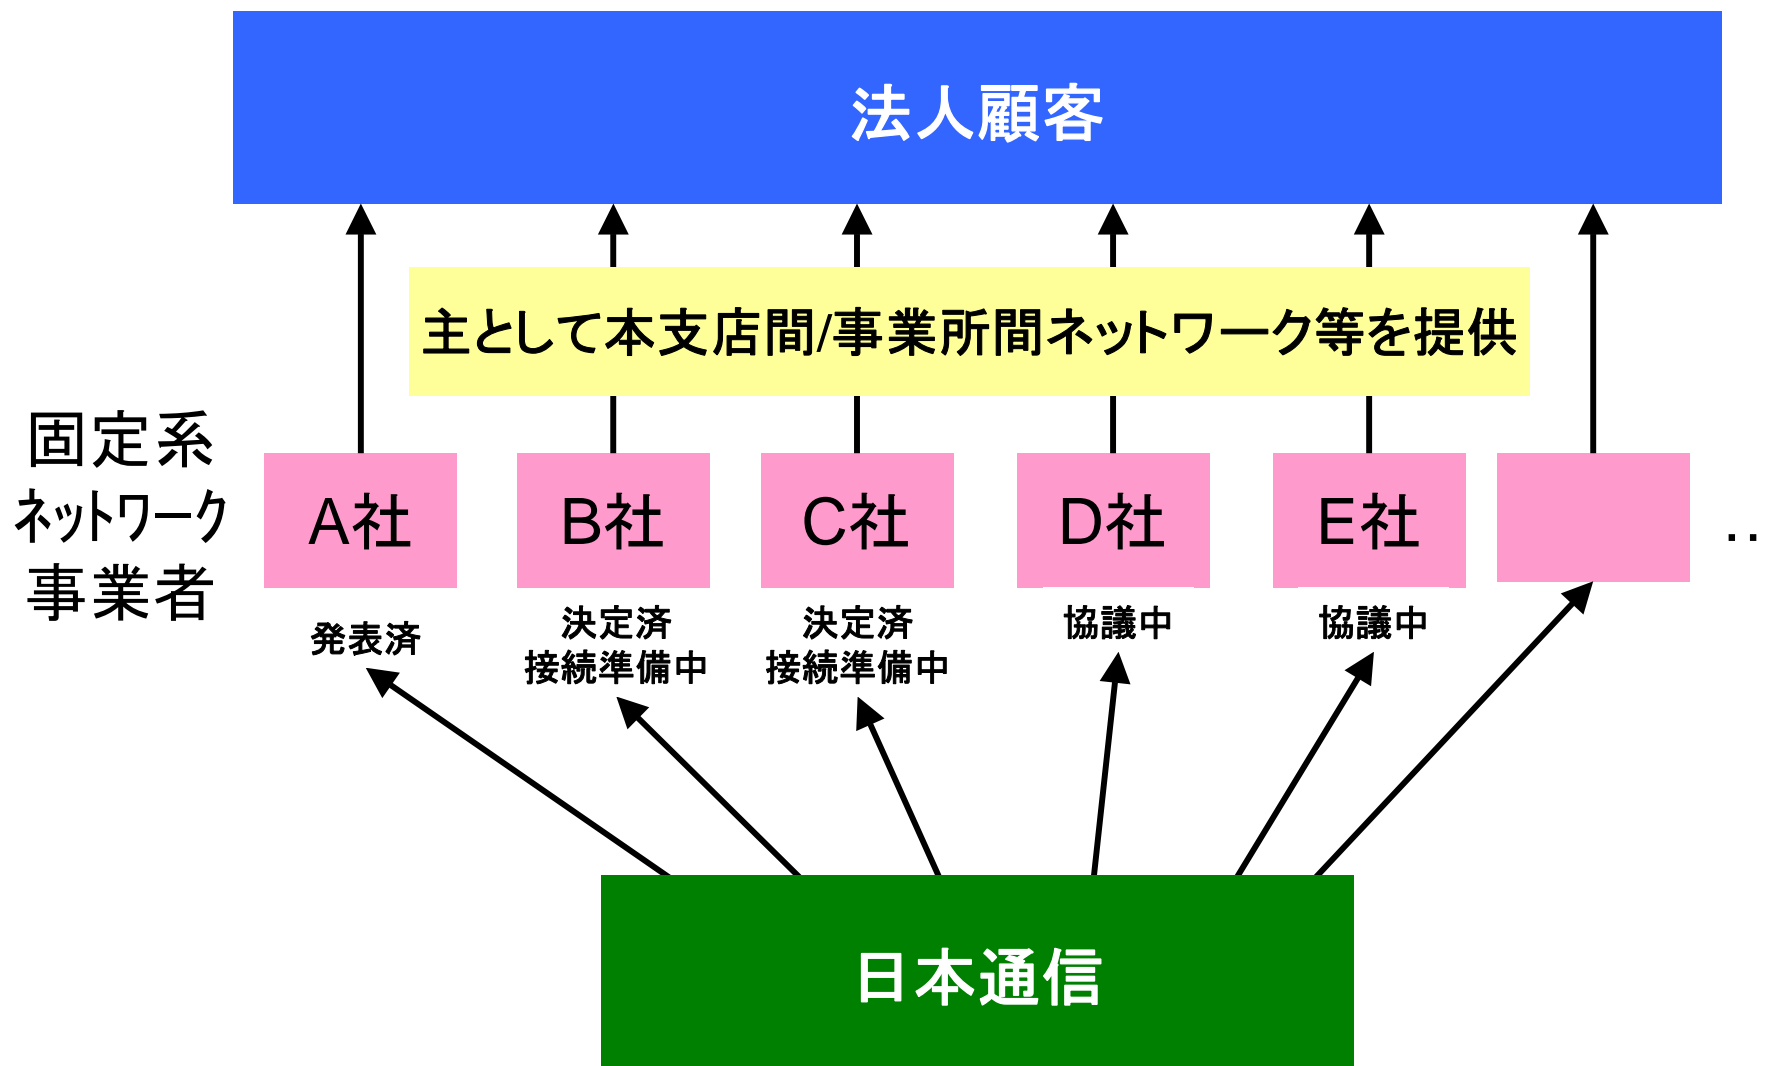 法人顧客
主として本支店間/事業所間ネットワーク等を提供
固定系
ネットワーク
事業者
A社
B社
C社
D社
E社
..
発表済
決定済
接続準備中
決定済
接続準備中
協議中
協議中
日本通信